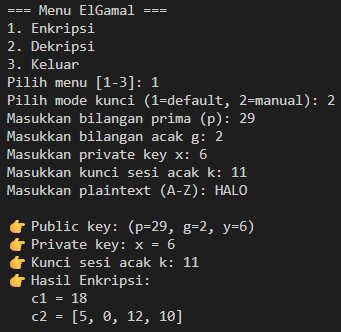 === Menu ElGamal ===
1. Enkripsi
2. Dekripsi
3. Keluar
Pilih menu [1-3]: 1
Pilih mode kunci (1=default, 2=manual): 2
Masukkan bilangan prima (p): 29
Masukkan bilangan acak g: 2
Masukkan private key x: 6
Masukkan kunci sesi acak k: 11
Masukkan plaintext (A-Z): HALO
👉 Public key: (p=29, g=2, y=6)
👉 Private key: x = 6
👉 Kunci sesi acak k: 11
👉 Hasil Enkripsi:
c1 = 18
c2 = [5, 0, 12, 10]